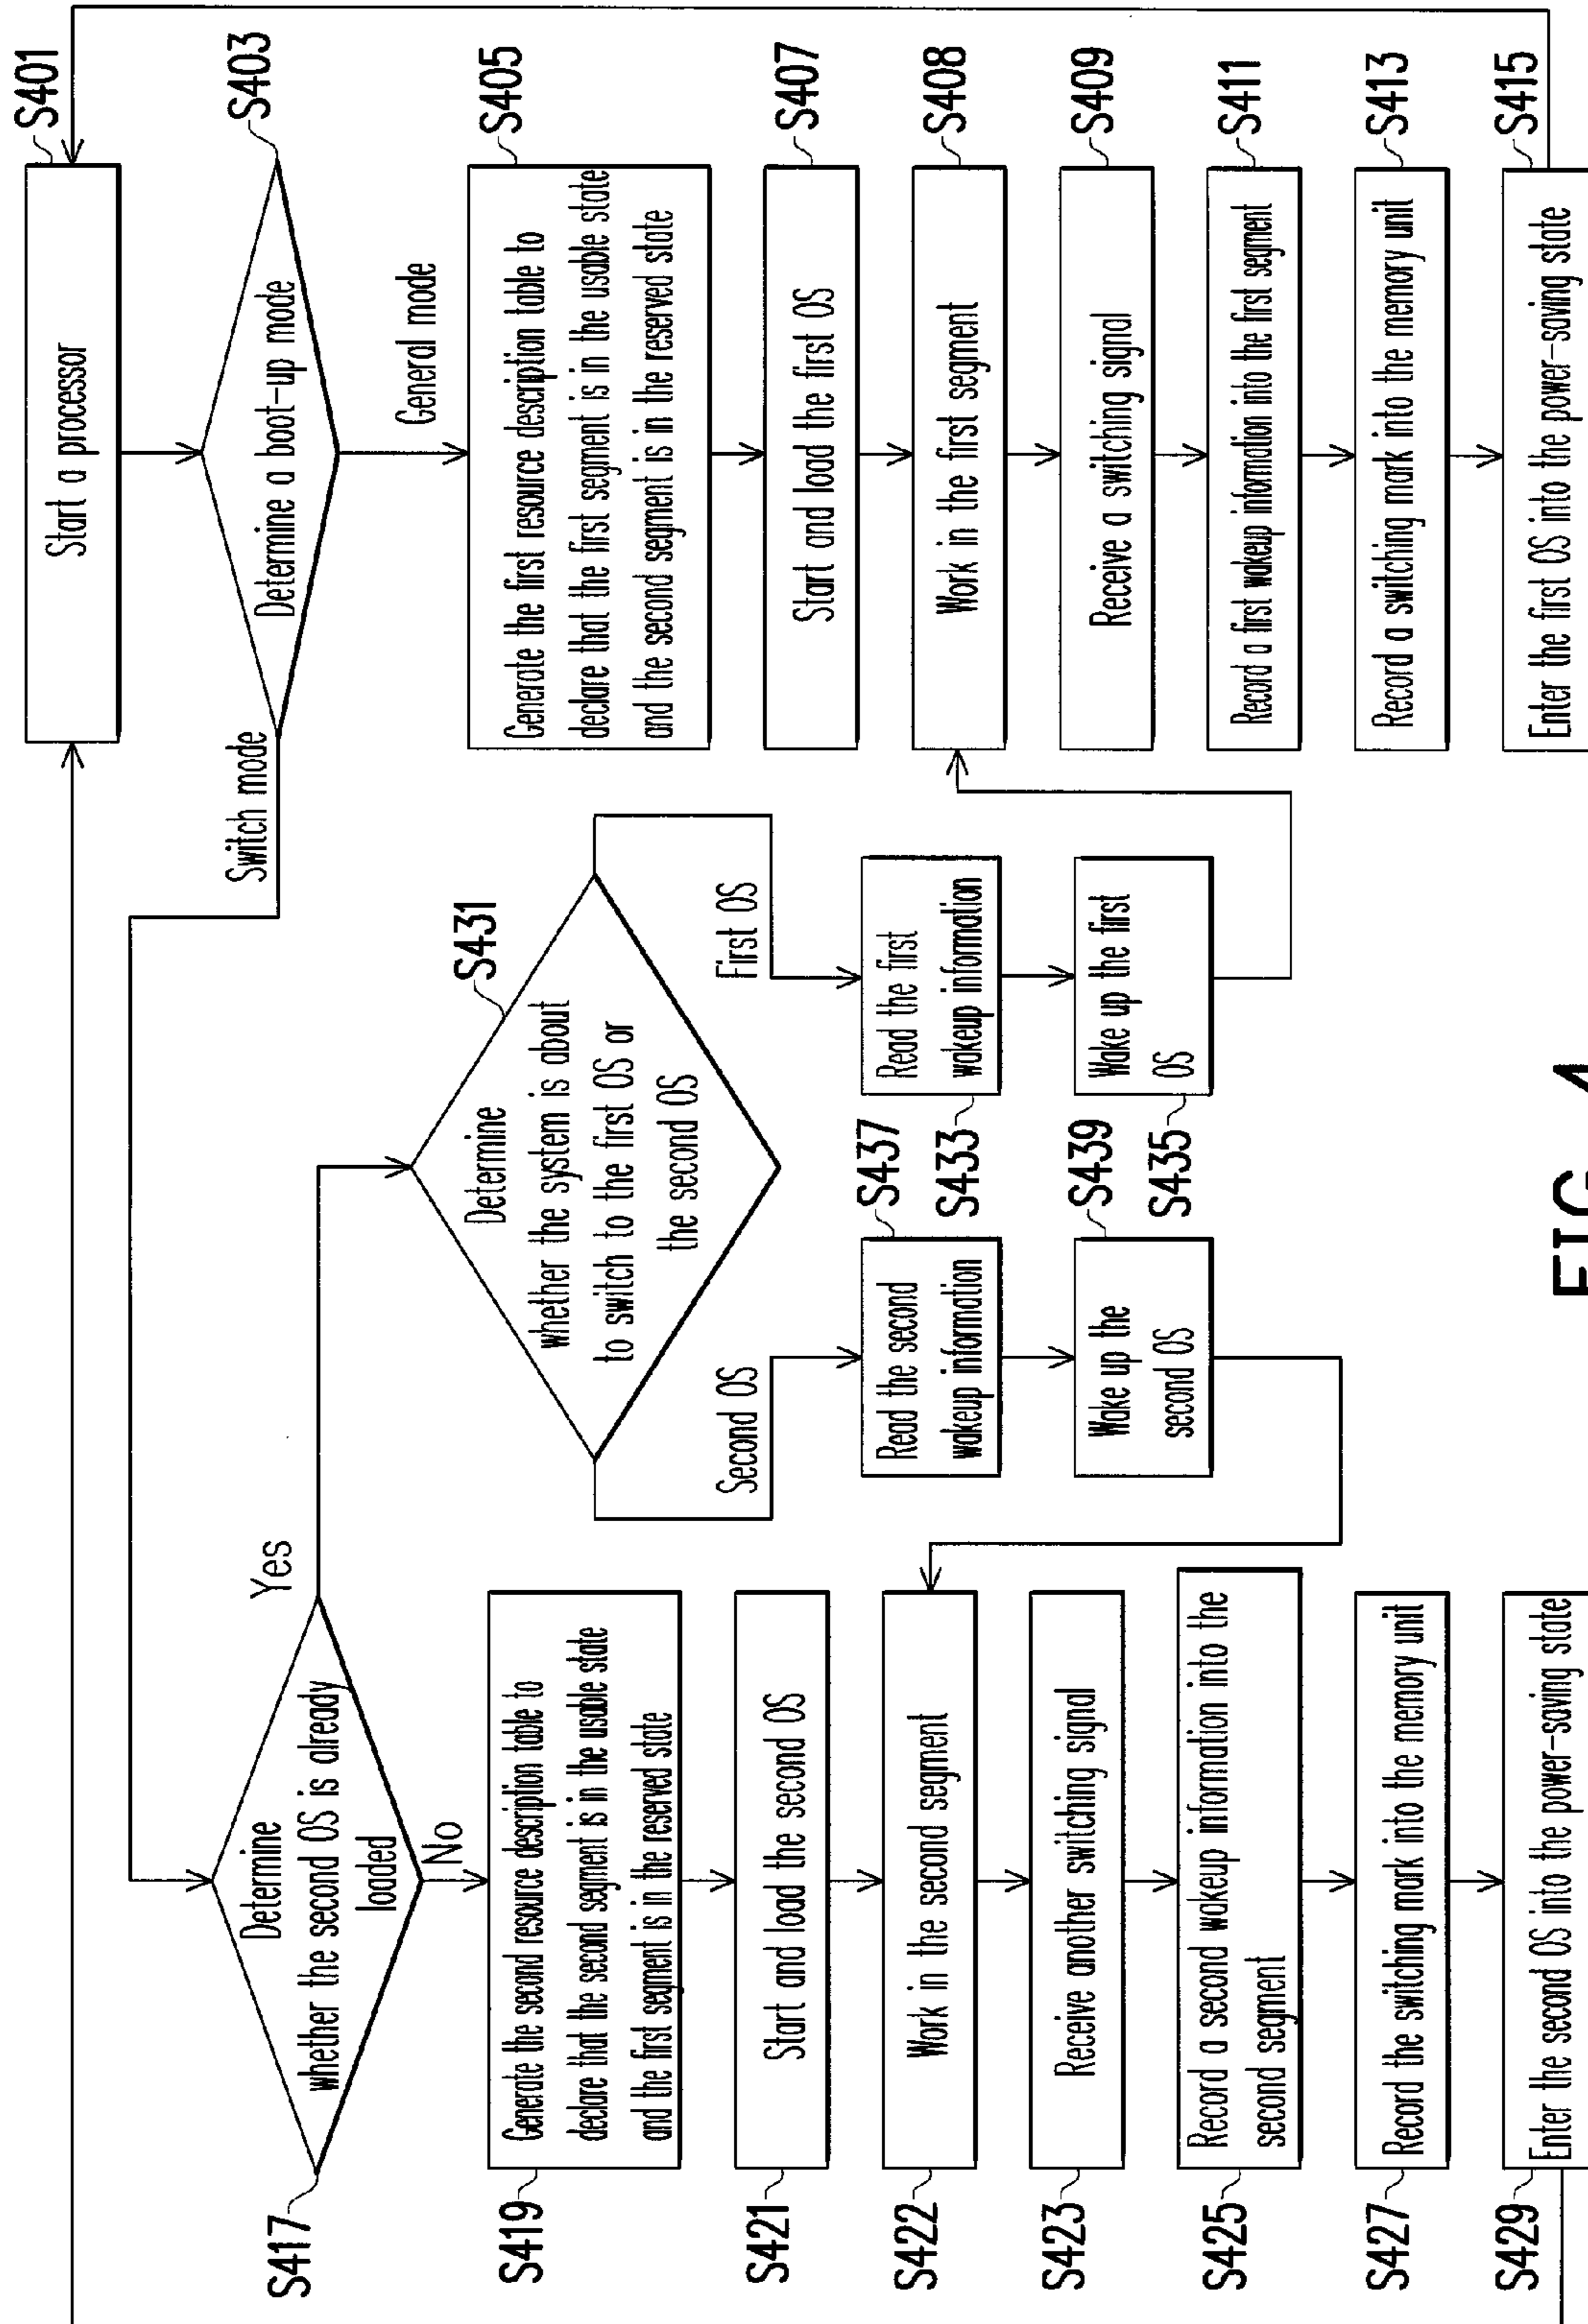 Start a processor
S401
Determine a boot-up mode
S403
Switch mode
General mode
Generate the first resource description table to
declare that the first segment is in the usable state
and the second segment is in the reserved state
S405
Start and load the first OS
S407
Work in the first segment
S408
Receive a switching signal
S409
Record a first wakeup information into the first segment
S411
Record a switching mark into the memory unit
S413
Enter the first OS into the power-saving state
S415
Determine
whether the second OS is already
loaded
S417
Yes
No
Generate the second resource description table to
declare that the second segment is in the usable state
and the first segment is in the reserved state
S419
Start and load the second OS
S421
Work in the second segment
S422
Receive another switching signal
S423
Record a second wakeup information into the
second segment
S425
Record the switching mark into the memory unit
S427
Enter the second OS into the power-saving state
S429
Determine
whether the system is about
to switch to the first OS or
the second OS
S431
First OS
Second OS
Read the first
wakeup information
S433
Wake up the first
OS
S435
Read the second
wakeup information
S437
Wake up the
second OS
S439
FIG. 4